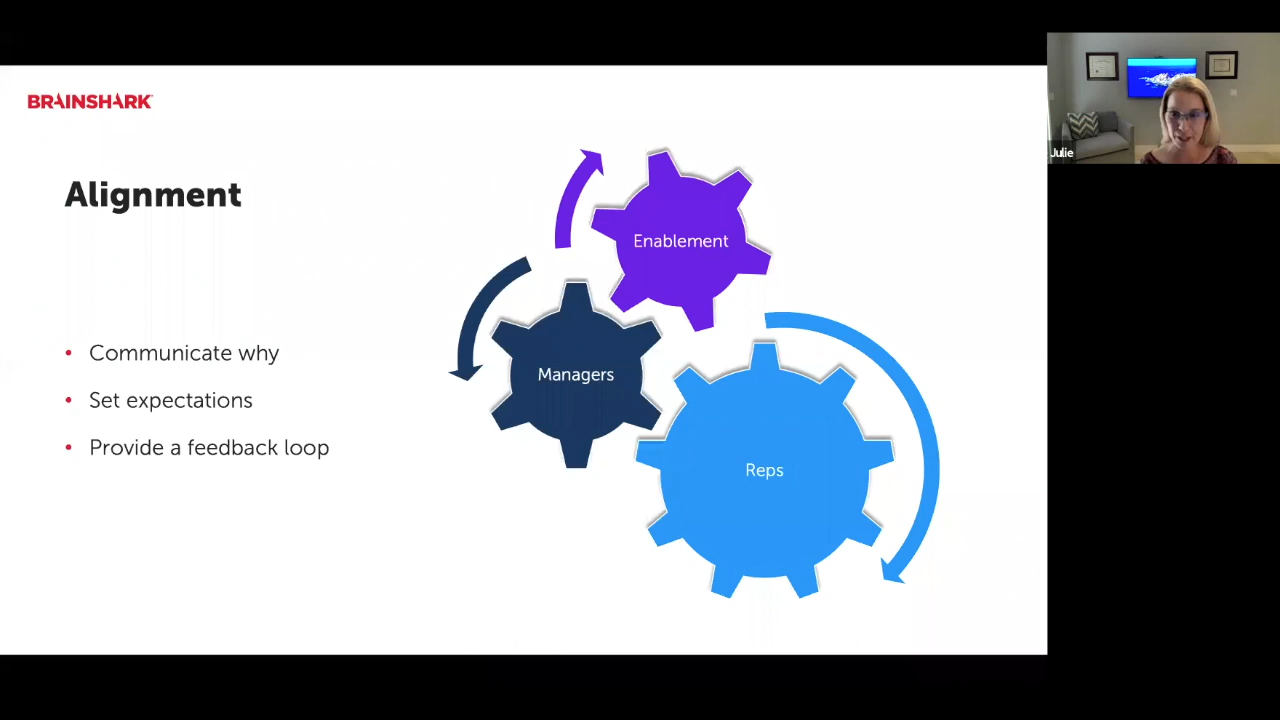 BRAINSHARK
Alignment
Communicate why
Set expectations
Provide a feedback loop
Enablement
Managers
Reps
Julie